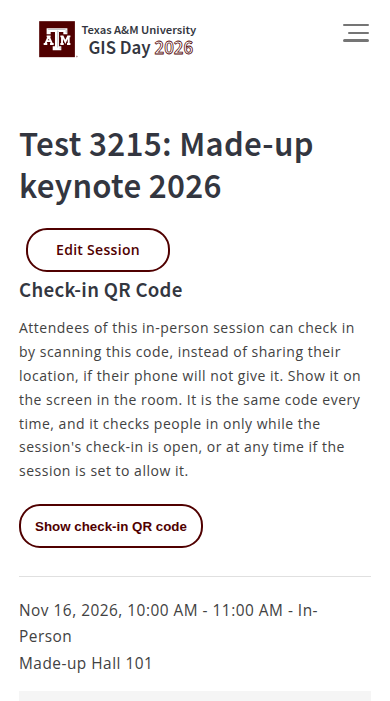 Texas A&M University
GIS Day 2026
Test 3215: Made-up
keynote 2026
Edit Session
Check-in QR Code
Attendees of this in-person session can check in
by scanning this code, instead of sharing their
location, if their phone will not give it. Show it on
the screen in the room. It is the same code every
time, and it checks people in only while the
session's check-in is open, or at any time if the
session is set to allow it.
Show check-in QR code
Nov 16, 2026, 10:00 AM - 11:00 AM - In-
Person
Made-up Hall 101